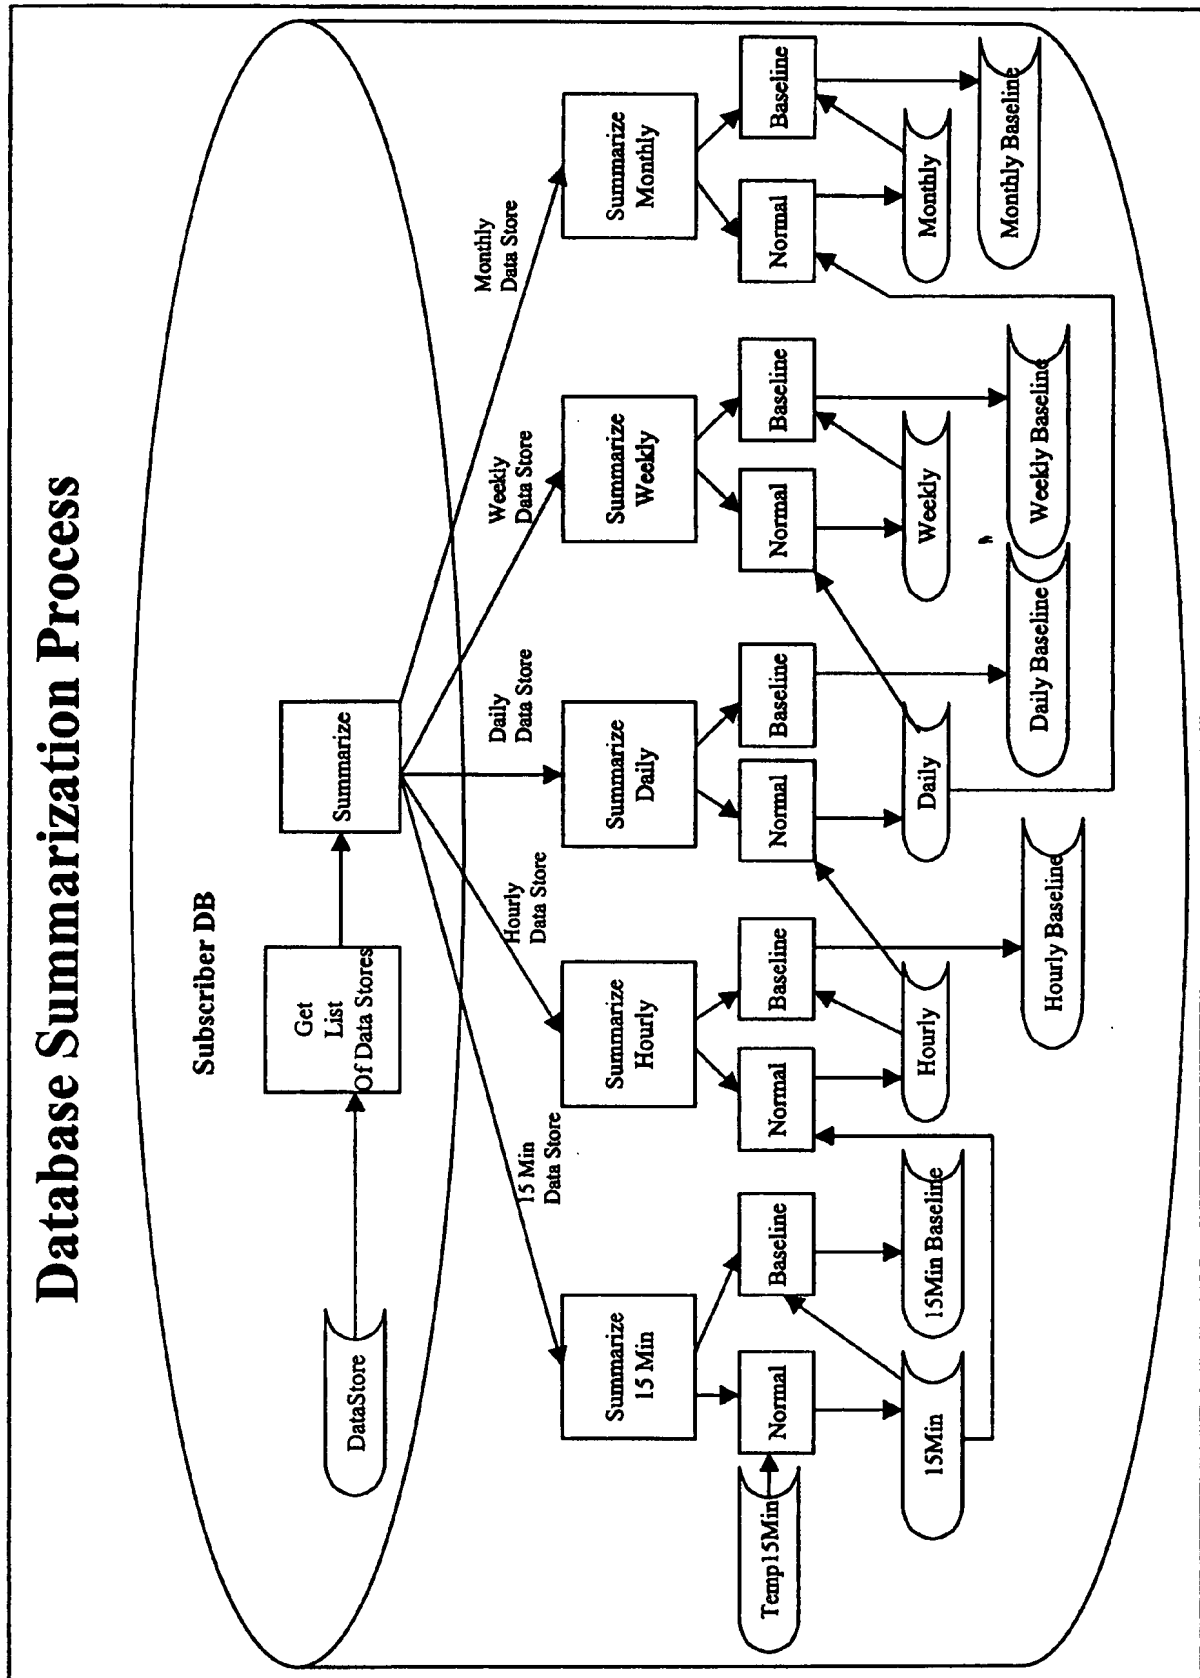 Database Summarization Process
Subscriber DB
DataStore
Get
List
Of Data Stores
Summarize
15 Min
Data Store
Hourly
Data Store
Daily
Data Store
Weekly
Data Store
Monthly
Data Store
Summarize
15 Min
Summarize
Hourly
Summarize
Daily
Summarize
Weekly
Summarize
Monthly
Temp15Min
Normal
Baseline
Normal
Baseline
Normal
Baseline
Normal
Baseline
Normal
Baseline
15Min
15Min Baseline
Hourly
Daily
Weekly
Monthly
Hourly Baseline
Daily Baseline
Weekly Baseline
Monthly Baseline